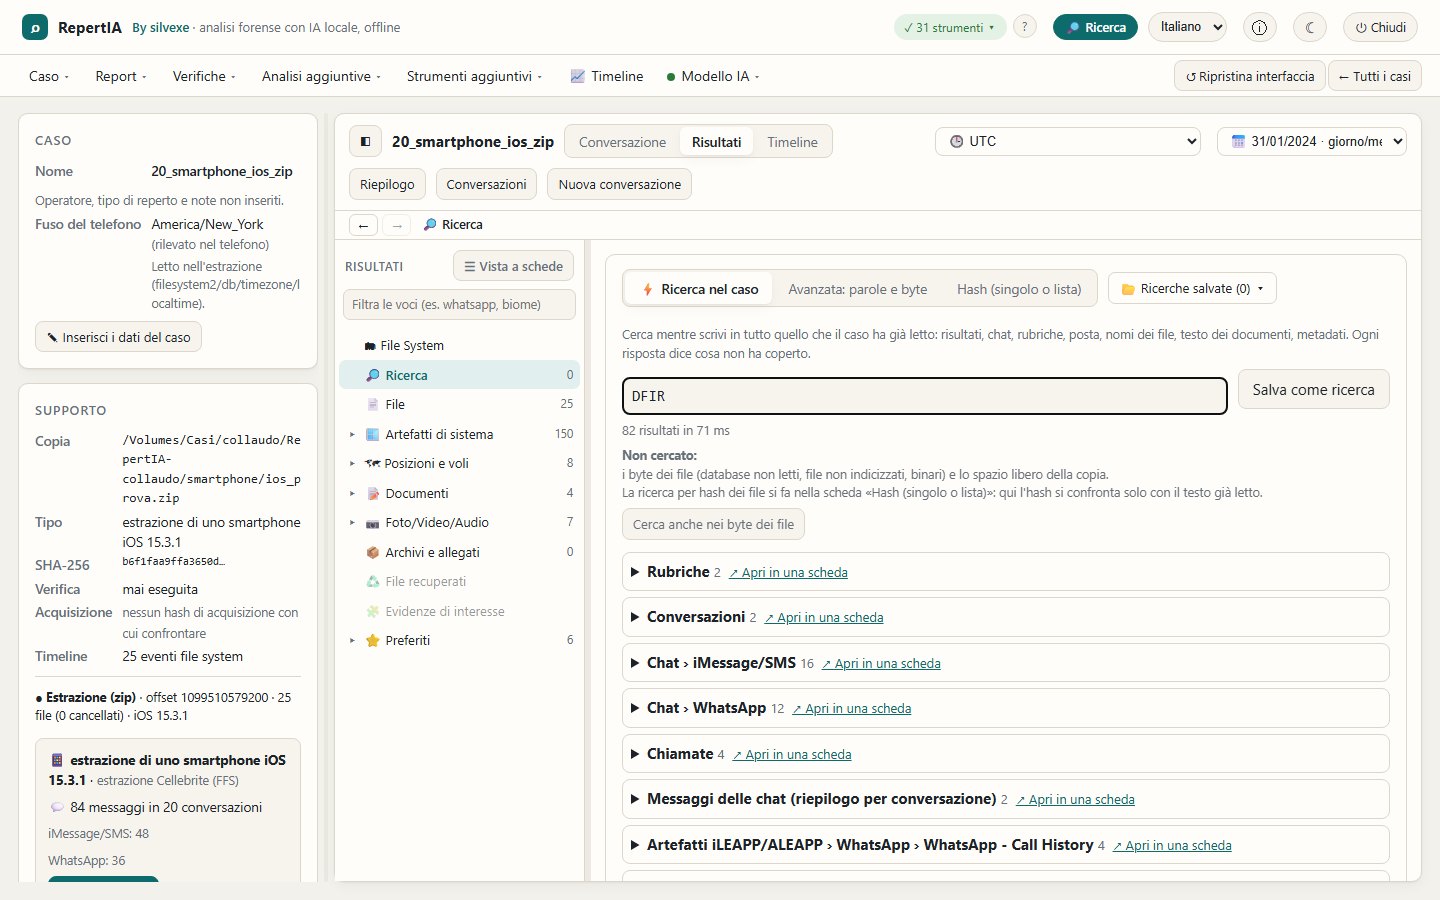 RepertIA By silvexe · analisi forense con IA locale, offline
✓ 31 strumenti ▾ ? Ricerca Italiano ⓘ ☾ ⏻ Chiudi
Caso Report Verifiche Analisi aggiuntive Strumenti aggiuntivi Timeline Modello IA
↺ Ripristina interfaccia ← Tutti i casi
CASO
Nome 20_smartphone_ios_zip
Operatore, tipo di reperto e note non inseriti.
Fuso del telefono America/New_York
(rilevato nel telefono)
Letto nell'estrazione
(filesystem2/db/timezone/l
ocaltime).
Inserisci i dati del caso
SUPPORTO
Copia /Volumes/Casi/collaudo/Re
pertIA-
collaudo/smartphone/ios_p
rova.zip
Tipo estrazione di uno smartphone
iOS 15.3.1
SHA-256 b6f1faa9ffa3650d…
Verifica mai eseguita
Acquisizione nessun hash di acquisizione con
cui confrontare
Timeline 25 eventi file system
● Estrazione (zip) · offset 1099510579200 · 25
file (0 cancellati) · iOS 15.3.1
estrazione di uno smartphone iOS
15.3.1 · estrazione Cellebrite (FFS)
84 messaggi in 20 conversazioni
iMessage/SMS: 48
WhatsApp: 36
20_smartphone_ios_zip Conversazione Risultati Timeline
UTC 31/01/2024 · giorno/me
Riepilogo Conversazioni Nuova conversazione
← → Ricerca
RISULTATI ☰ Vista a schede
Filtra le voci (es. whatsapp, biome)
File System
Ricerca 0
File 25
Artefatti di sistema 150
Posizioni e voli 8
Documenti 4
Foto/Video/Audio 7
Archivi e allegati 0
File recuperati
Evidenze di interesse
Preferiti 6
Ricerca nel caso Avanzata: parole e byte Hash (singolo o lista) Ricerche salvate (0) ▾
Cerca mentre scrivi in tutto quello che il caso ha già letto: risultati, chat, rubriche, posta, nomi dei file, testo dei documenti, metadati. Ogni
risposta dice cosa non ha coperto.
DFIR Salva come ricerca
82 risultati in 71 ms
Non cercato:
i byte dei file (database non letti, file non indicizzati, binari) e lo spazio libero della copia.
La ricerca per hash dei file si fa nella scheda «Hash (singolo o lista)»: qui l'hash si confronta solo con il testo già letto.
Cerca anche nei byte dei file
▶ Rubriche 2 ↗ Apri in una scheda
▶ Conversazioni 2 ↗ Apri in una scheda
▶ Chat › iMessage/SMS 16 ↗ Apri in una scheda
▶ Chat › WhatsApp 12 ↗ Apri in una scheda
▶ Chiamate 4 ↗ Apri in una scheda
▶ Messaggi delle chat (riepilogo per conversazione) 2 ↗ Apri in una scheda
▶ Artefatti iLEAPP/ALEAPP › WhatsApp › WhatsApp - Call History 4 ↗ Apri in una scheda